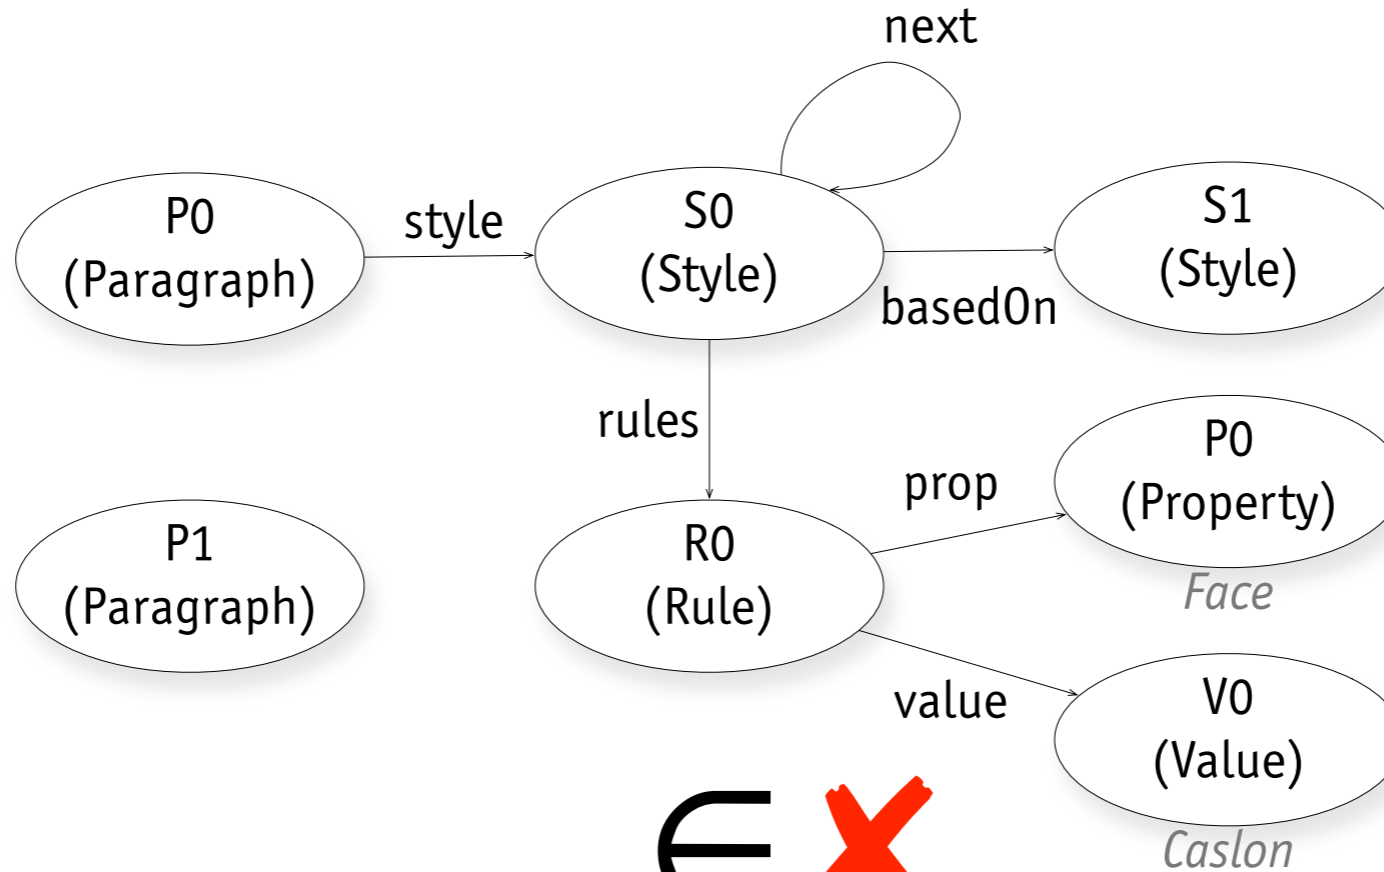 next
P0
(Paragraph)
style
S0
(Style)
S1
(Style)
basedOn
rules
P1
(Paragraph)
R0
(Rule)
prop
P0
(Property)
Face
value
V0
(Value)
Caslon
∈